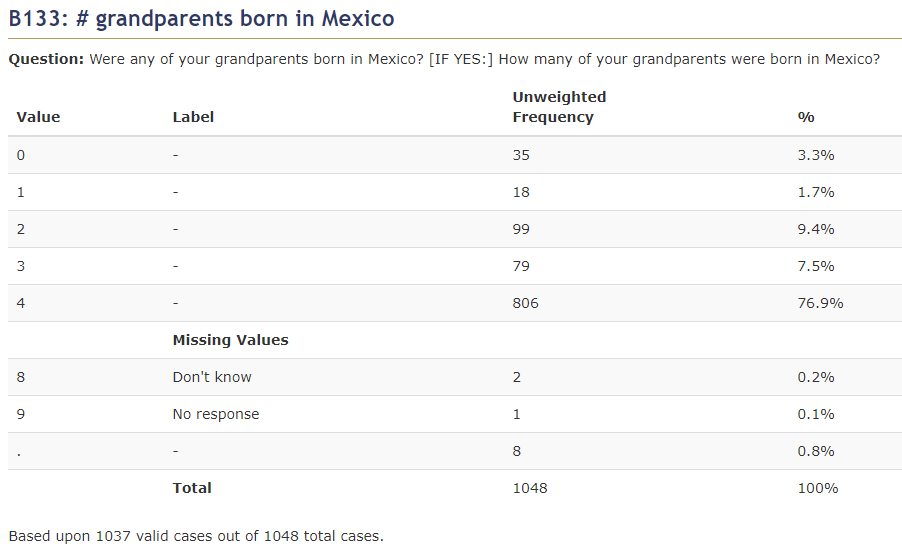 B133: # grandparents born in Mexico
Question: Were any of your grandparents born in Mexico? [IF YES:] How many of your grandparents were born in Mexico?
Value Label Unweighted Frequency %
0 - 35 3.3%
1 - 18 1.7%
2 - 99 9.4%
3 - 79 7.5%
4 - 806 76.9%
Missing Values
8 Don't know 2 0.2%
9 No response 1 0.1%
. - 8 0.8%
Total 1048 100%
Based upon 1037 valid cases out of 1048 total cases.